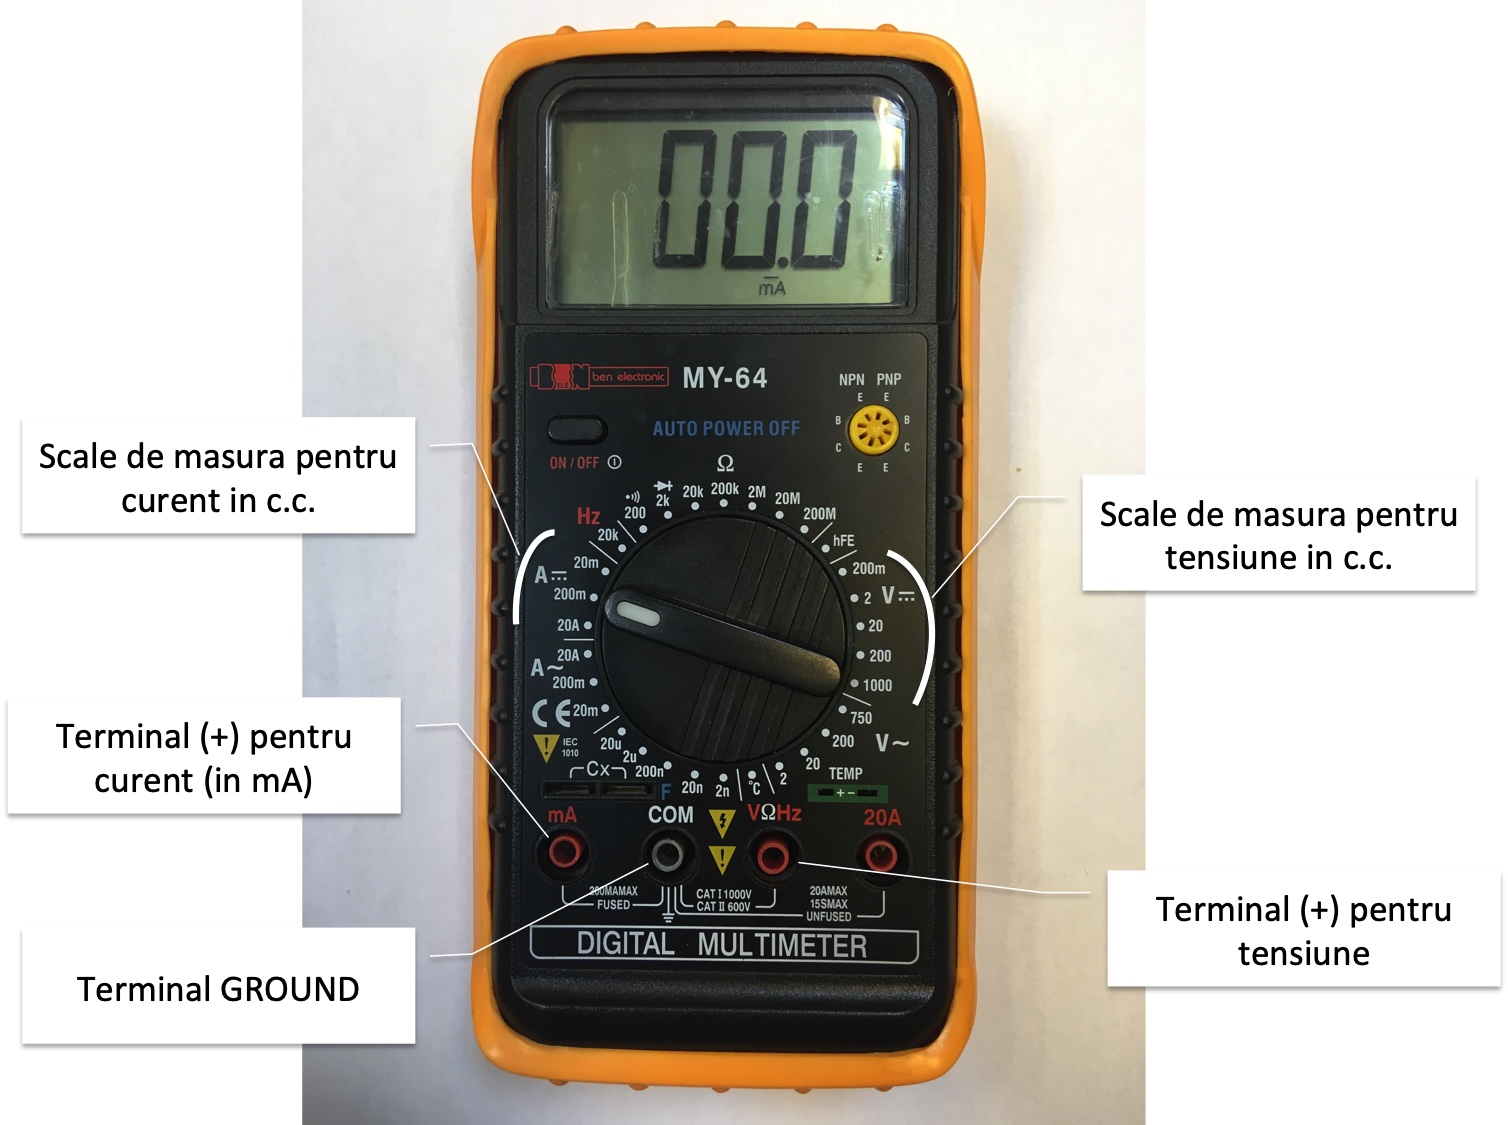 00.0
mA
ben electronic
MY-64
NPN PNP
E E
B B
C C
E E
AUTO POWER OFF
ON / OFF
Scale de masura pentru
curent in c.c.
Scale de masura pentru
tensiune in c.c.
Ω
2k 20k 200k 2M 20M
200 200M
Hz
20k hFE
20m 200m
A
200m 2 V
20A 20
20A 200
A~
200m 1000
CE 20m 750
IEC
1010
20u 200 V~
2u 20
200n 20n 2n °C 2
Cx F
TEMP
+ -
Terminal (+) pentru
curent (in mA)
mA COM VΩHz 20A
200MAMAX
FUSED
CAT I 1000V
CAT II 600V
20AMAX
15SMAX
UNFUSED
DIGITAL MULTIMETER
Terminal GROUND
Terminal (+) pentru
tensiune